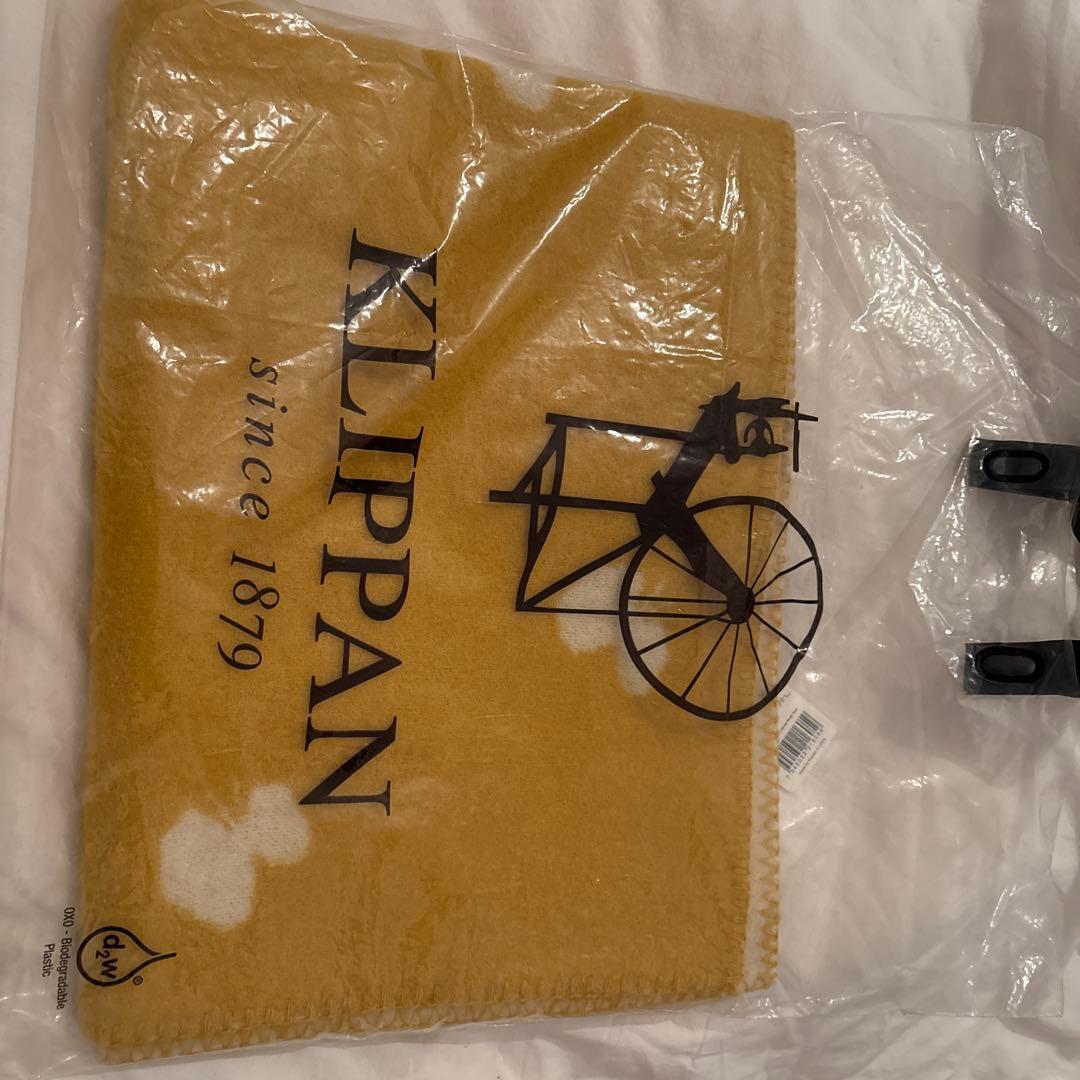 KLIPPAN
since 1879
d2w®
OXO - Biodegradable
Plastic